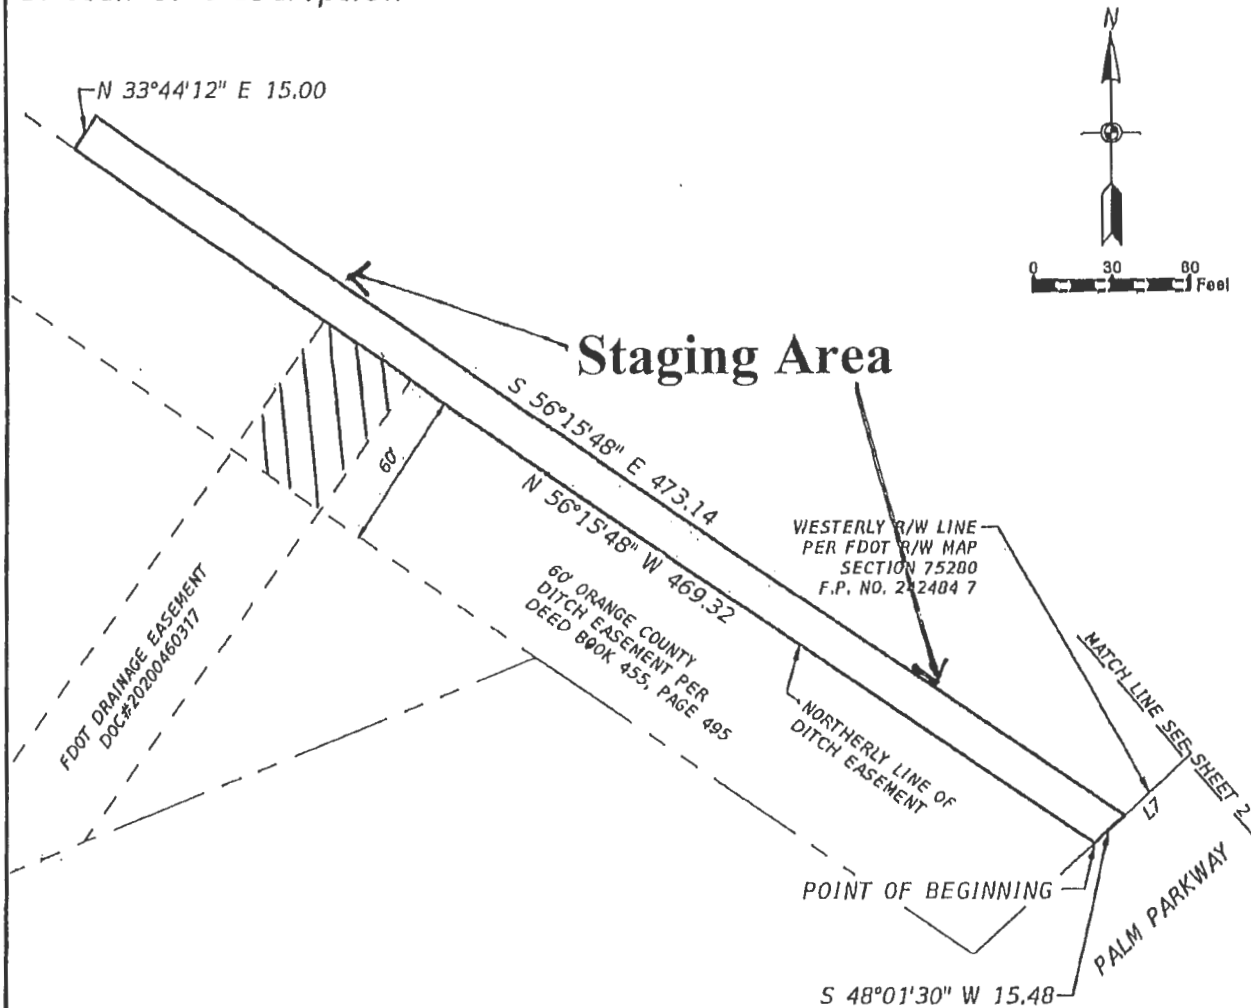 N 33°44'12" E 15.00
N
0 30 60
Feet
Staging Area
S 56°15'48" E 473.14
N 56°15'48" W 469.32
60'
WESTERLY R/W LINE
PER FDOT R/W MAP
SECTION 75280
F.P. NO. 242484 7
FDOT DRAINAGE EASEMENT
DOC#20200460317
60' ORANGE COUNTY
DITCH EASEMENT PER
DEED BOOK 455, PAGE 495
NORTHERLY LINE OF
DITCH EASEMENT
MATCH LINE SEE SHEET 2
L7
POINT OF BEGINNING
PALM PARKWAY
S 48°01'30" W 15.48